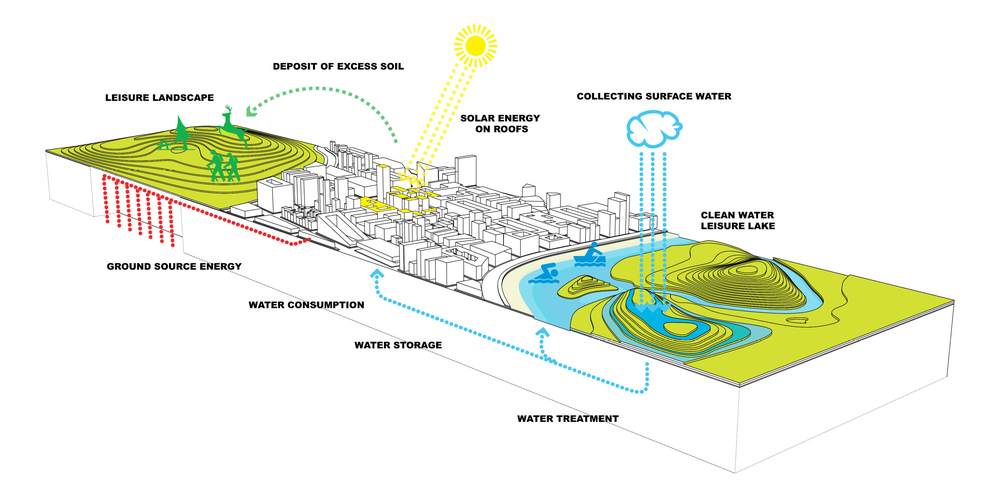 DEPOSIT OF EXCESS SOIL
LEISURE LANDSCAPE
COLLECTING SURFACE WATER
SOLAR ENERGY
ON ROOFS
CLEAN WATER
LEISURE LAKE
GROUND SOURCE ENERGY
WATER CONSUMPTION
WATER STORAGE
WATER TREATMENT